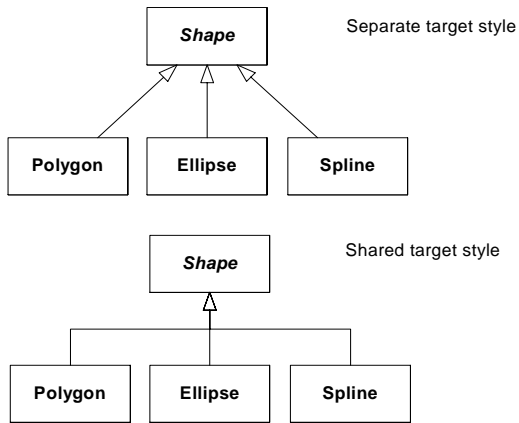 Shape
Separate target style
Polygon
Ellipse
Spline
Shape
Shared target style
Polygon
Ellipse
Spline